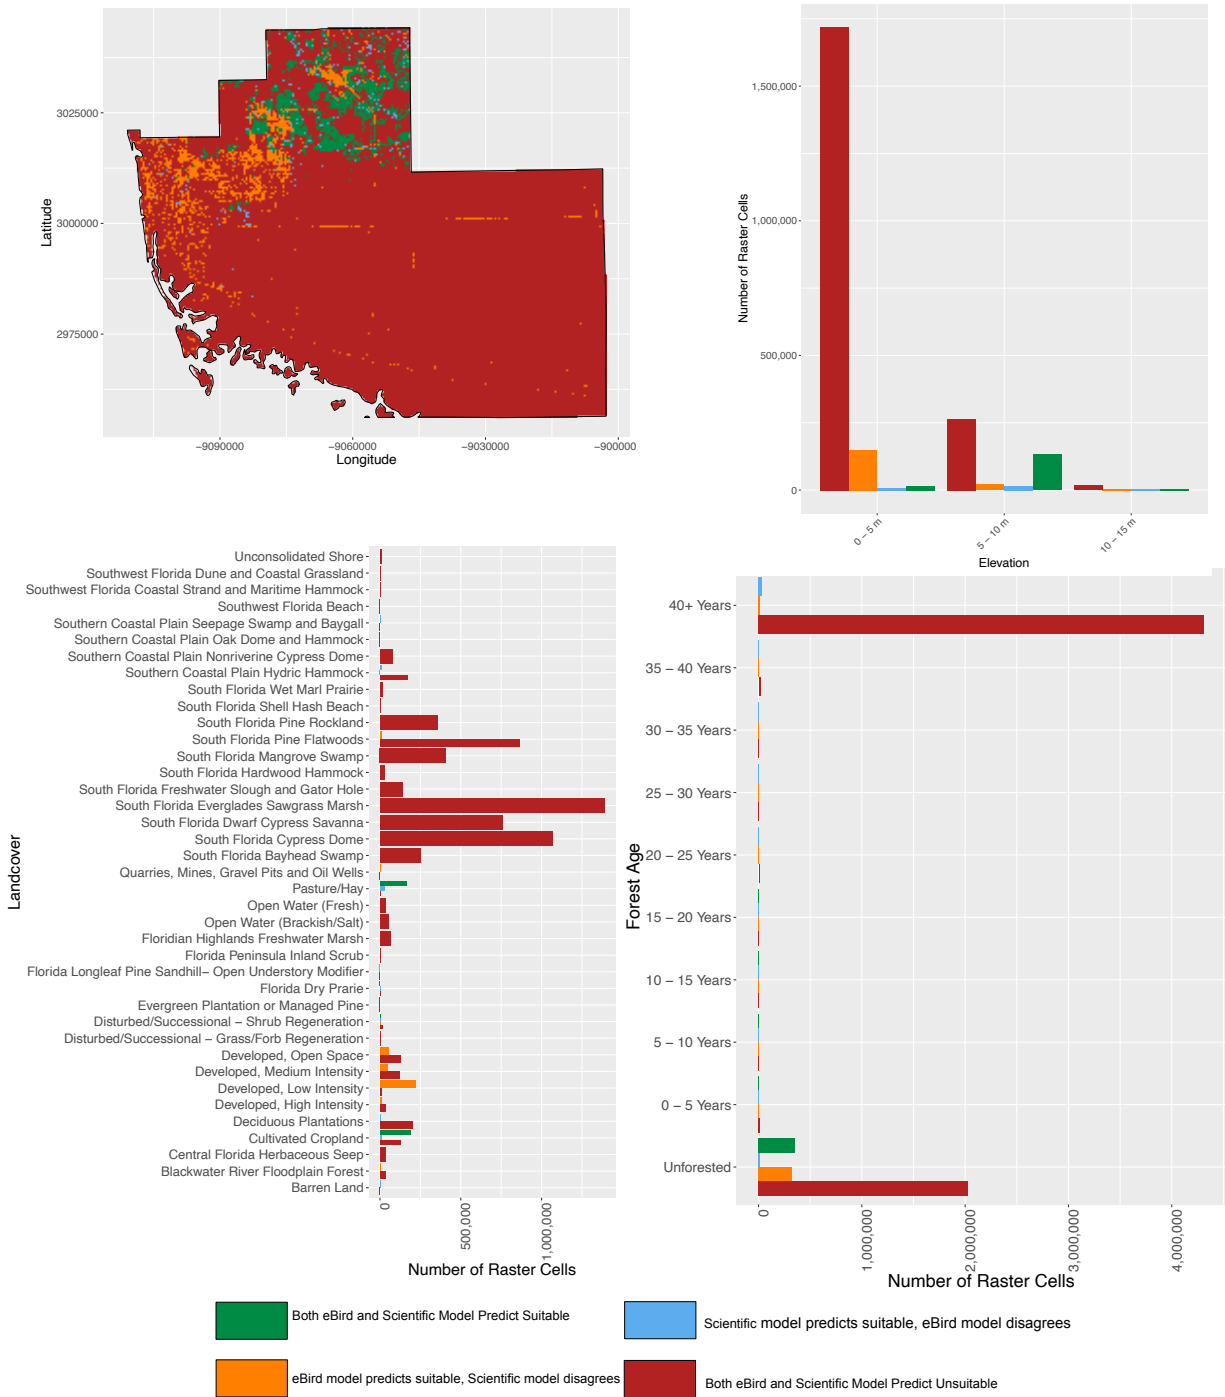 3025000
3000000
2975000
Latitude
−9090000
−9060000
−9030000
−900000
Longitude
1,500,000
1,000,000
500,000
0
Number of Raster Cells
0 − 5 m
5 − 10 m
10 − 15 m
Elevation
Landcover
Unconsolidated Shore
Southwest Florida Dune and Coastal Grassland
Southwest Florida Coastal Strand and Maritime Hammock
Southwest Florida Beach
Southern Coastal Plain Seepage Swamp and Baygall
Southern Coastal Plain Oak Dome and Hammock
Southern Coastal Plain Nonriverine Cypress Dome
Southern Coastal Plain Hydric Hammock
South Florida Wet Marl Prairie
South Florida Shell Hash Beach
South Florida Pine Rockland
South Florida Pine Flatwoods
South Florida Mangrove Swamp
South Florida Hardwood Hammock
South Florida Freshwater Slough and Gator Hole
South Florida Everglades Sawgrass Marsh
South Florida Dwarf Cypress Savanna
South Florida Cypress Dome
South Florida Bayhead Swamp
Quarries, Mines, Gravel Pits and Oil Wells
Pasture/Hay
Open Water (Fresh)
Open Water (Brackish/Salt)
Floridian Highlands Freshwater Marsh
Florida Peninsula Inland Scrub
Florida Longleaf Pine Sandhill− Open Understory Modifier
Florida Dry Prarie
Evergreen Plantation or Managed Pine
Disturbed/Successional − Shrub Regeneration
Disturbed/Successional − Grass/Forb Regeneration
Developed, Open Space
Developed, Medium Intensity
Developed, Low Intensity
Developed, High Intensity
Deciduous Plantations
Cultivated Cropland
Central Florida Herbaceous Seep
Blackwater River Floodplain Forest
Barren Land
0
500,000
1,000,000
Number of Raster Cells
Forest Age
40+ Years
35 − 40 Years
30 − 35 Years
25 − 30 Years
20 − 25 Years
15 − 20 Years
10 − 15 Years
5 − 10 Years
0 − 5 Years
Unforested
0
1,000,000
2,000,000
3,000,000
4,000,000
Number of Raster Cells
Both eBird and Scientific Model Predict Suitable
Scientific model predicts suitable, eBird model disagrees
eBird model predicts suitable, Scientific model disagrees
Both eBird and Scientific Model Predict Unsuitable